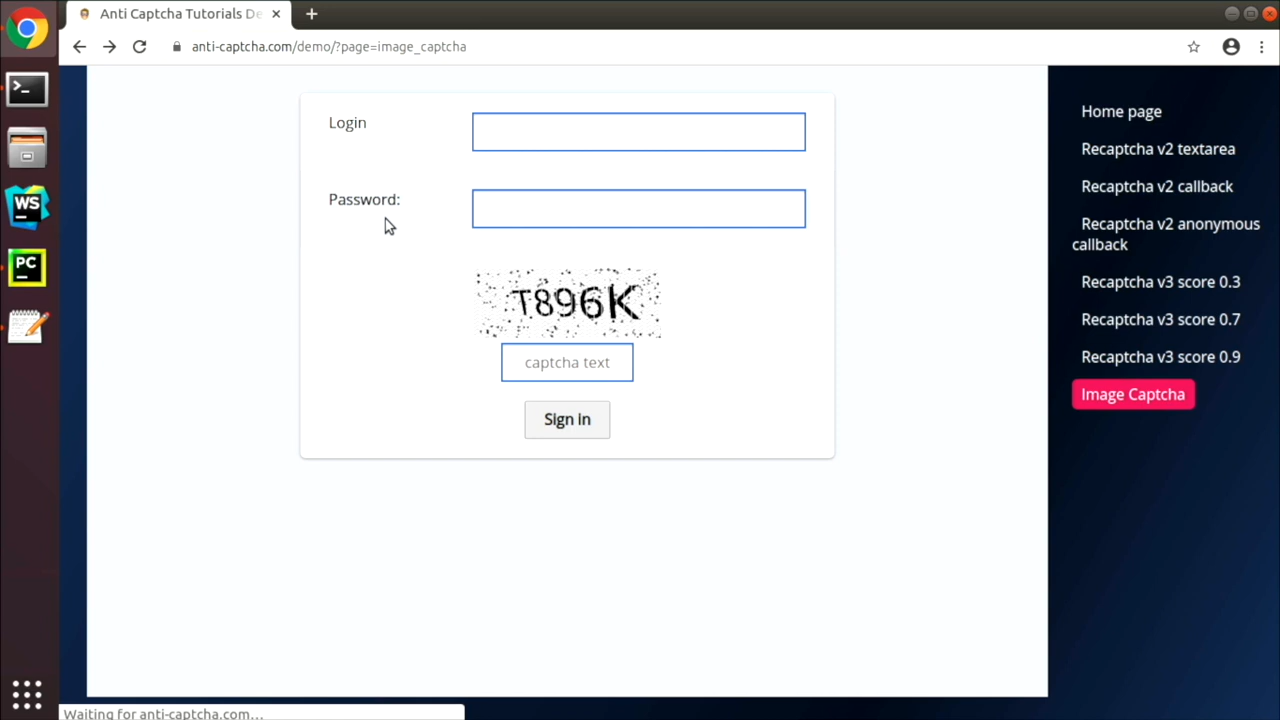 Anti Captcha Tutorials De
anti-captcha.com/demo/?page=image_captcha
Login
Password:
T896K
captcha text
Sign in
Home page
Recaptcha v2 textarea
Recaptcha v2 callback
Recaptcha v2 anonymous
callback
Recaptcha v3 score 0.3
Recaptcha v3 score 0.7
Recaptcha v3 score 0.9
Image Captcha
WS
PC
Waiting for anti-captcha.com...